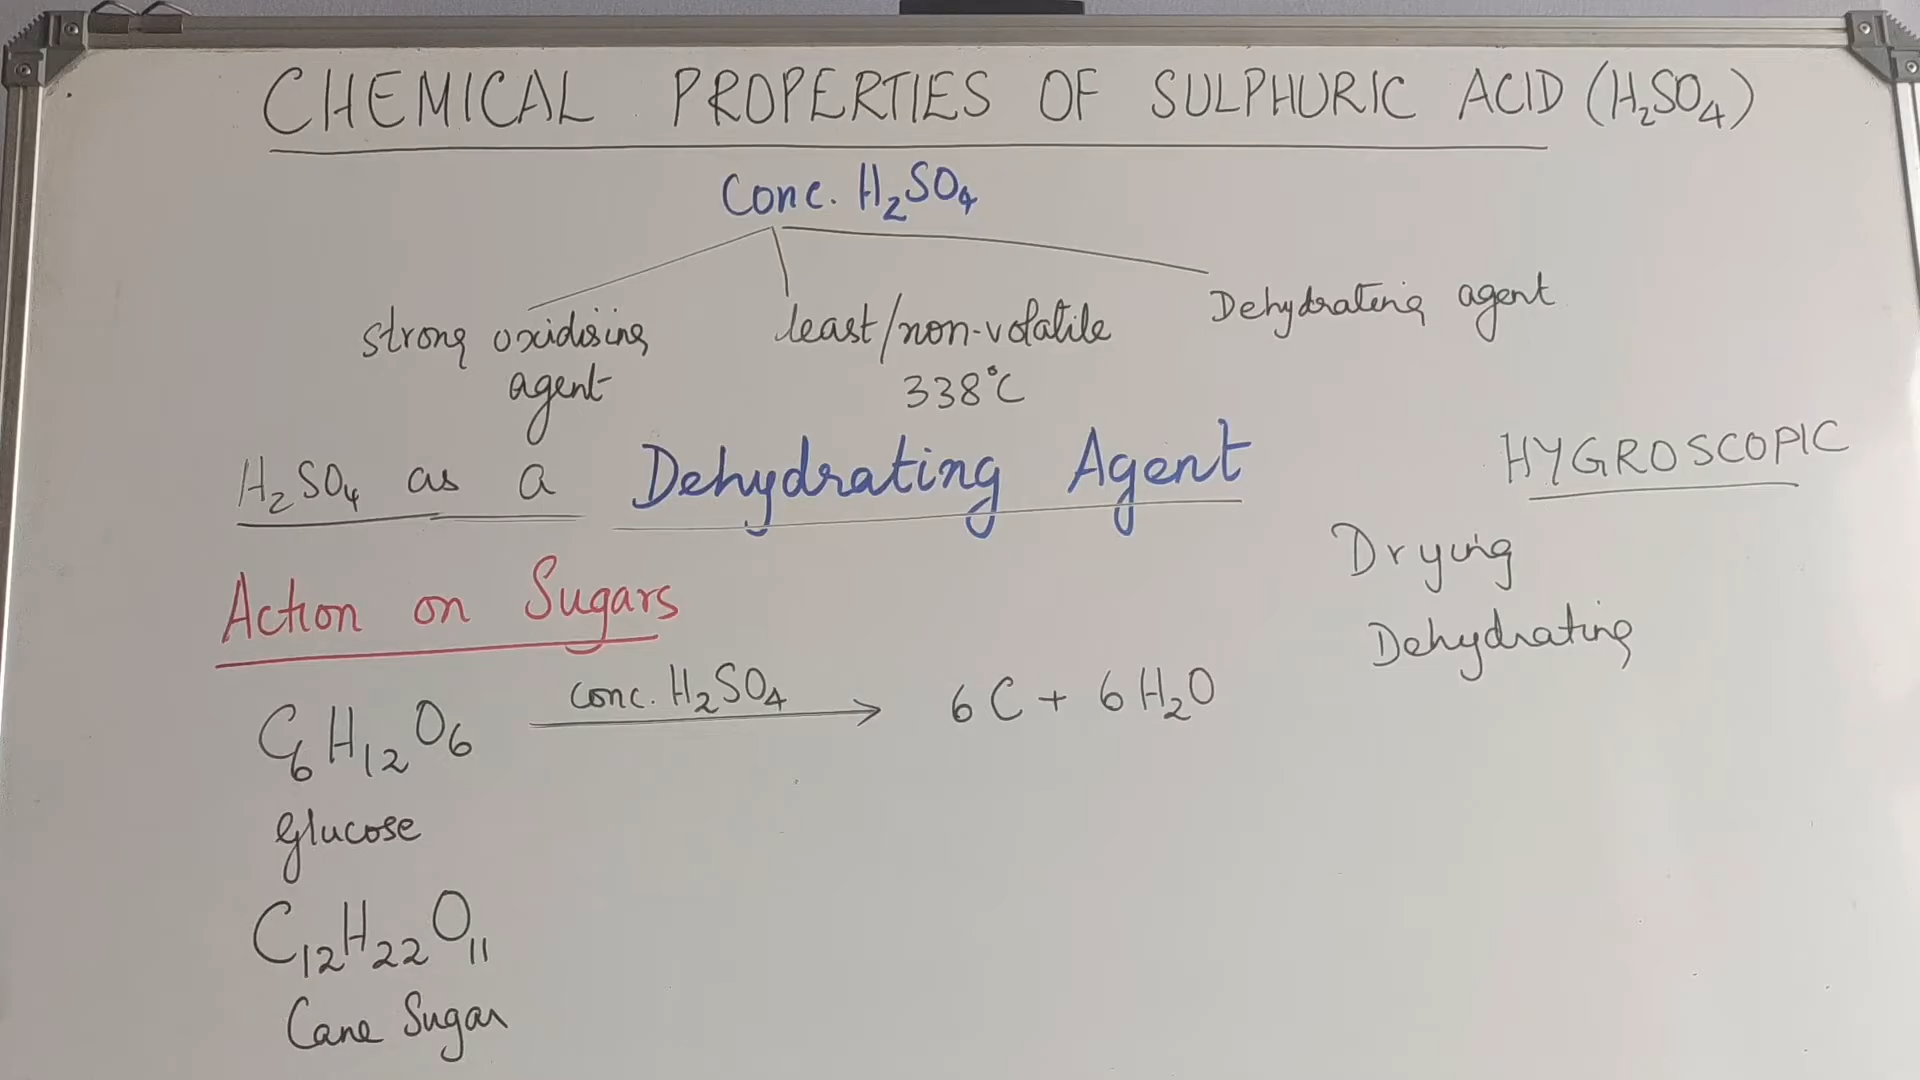 CHEMICAL PROPERTIES OF SULPHURIC ACID (H₂SO₄)
Conc. H₂SO₄
strong oxidising
agent
least/non-volatile
338°C
Dehydrating agent
H₂SO₄ as a Dehydrating Agent
HYGROSCOPIC
Drying
Dehydrating
Action on Sugars
C₆H₁₂O₆ conc. H₂SO₄ → 6C + 6H₂O
glucose
C₁₂H₂₂O₁₁
Cane Sugar